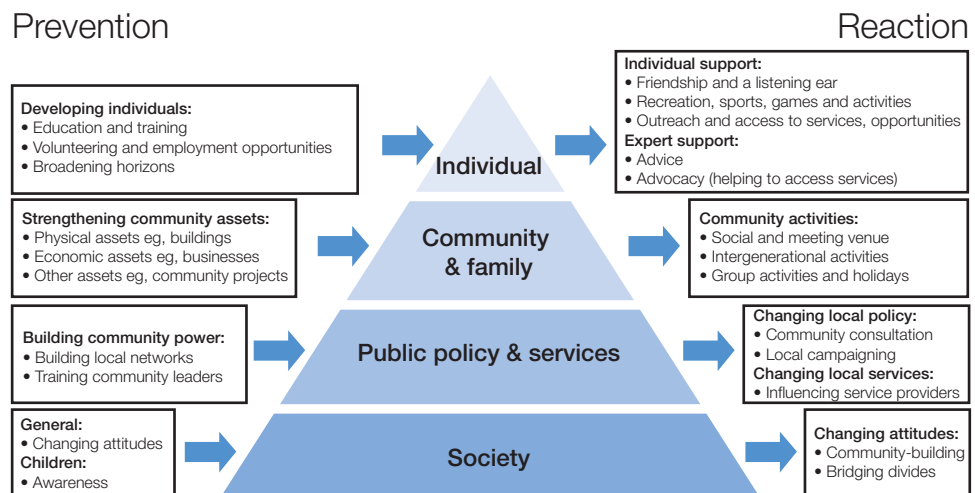 Prevention
Reaction
Developing individuals:
• Education and training
• Volunteering and employment opportunities
• Broadening horizons
Individual
Individual support:
• Friendship and a listening ear
• Recreation, sports, games and activities
• Outreach and access to services, opportunities
Expert support:
• Advice
• Advocacy (helping to access services)
Strengthening community assets:
• Physical assets eg, buildings
• Economic assets eg, businesses
• Other assets eg, community projects
Community
& family
Community activities:
• Social and meeting venue
• Intergenerational activities
• Group activities and holidays
Building community power:
• Building local networks
• Training community leaders
Public policy & services
Changing local policy:
• Community consultation
• Local campaigning
Changing local services:
• Influencing service providers
General:
• Changing attitudes
Children:
• Awareness
Society
Changing attitudes:
• Community-building
• Bridging divides